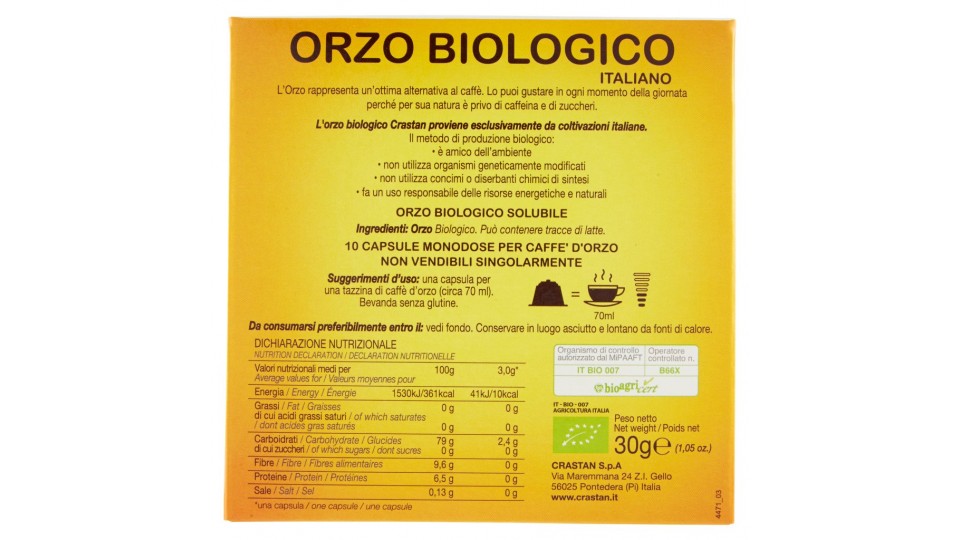 ORZO BIOLOGICO
ITALIANO
L'Orzo rappresenta un'ottima alternativa al caffè. Lo puoi gustare in ogni momento della giornata
perché per sua natura è privo di caffeina e di zuccheri.
L'orzo biologico Crastan proviene esclusivamente da coltivazioni italiane.
Il metodo di produzione biologico:
• è amico dell'ambiente
• non utilizza organismi geneticamente modificati
• non utilizza concimi o diserbanti chimici di sintesi
• fa un uso responsabile delle risorse energetiche e naturali
ORZO BIOLOGICO SOLUBILE
Ingredienti: Orzo Biologico. Può contenere tracce di latte.
10 CAPSULE MONODOSE PER CAFFE' D'ORZO
NON VENDIBILI SINGOLARMENTE
Suggerimenti d'uso: una capsula per
una tazzina di caffè d'orzo (circa 70 ml).
Bevanda senza glutine.
=
70ml
Da consumarsi preferibilmente entro il: vedi fondo. Conservare in luogo asciutto e lontano da fonti di calore.
DICHIARAZIONE NUTRIZIONALE
NUTRITION DECLARATION / DECLARATION NUTRITIONELLE
Valori nutrizionali medi per 100g 3,0g*
Average values for / Valeurs moyennes pour
Energia / Energy / Énergie 1530kJ/361kcal 41kJ/10kcal
Grassi / Fat / Graisses 0 g 0 g
di cui acidi grassi saturi / of which saturates
/ dont acides gras saturés 0 g 0 g
Carboidrati / Carbohydrate / Glucides 79 g 2,4 g
di cui zuccheri / of which sugars / dont sucres 0 g 0 g
Fibre / Fibre / Fibres alimentaires 9,6 g 0 g
Proteine / Protein / Protéines 6,5 g 0 g
Sale / Salt / Sel 0,13 g 0 g
*una capsula / one capsule / une capsule
Organismo di controllo autorizzato dal MIPAAFT
Operatore controllato n.
IT BIO 007 B66X
bioagricert
IT - BIO - 007
AGRICOLTURA ITALIA
Peso netto
Net weight / Poids net
30g℮ (1,05 oz.)
CRASTAN S.p.A
Via Maremmana 24 Z.I. Gello
56025 Pontedera (Pi) Italia
www.crastan.it
4471_03